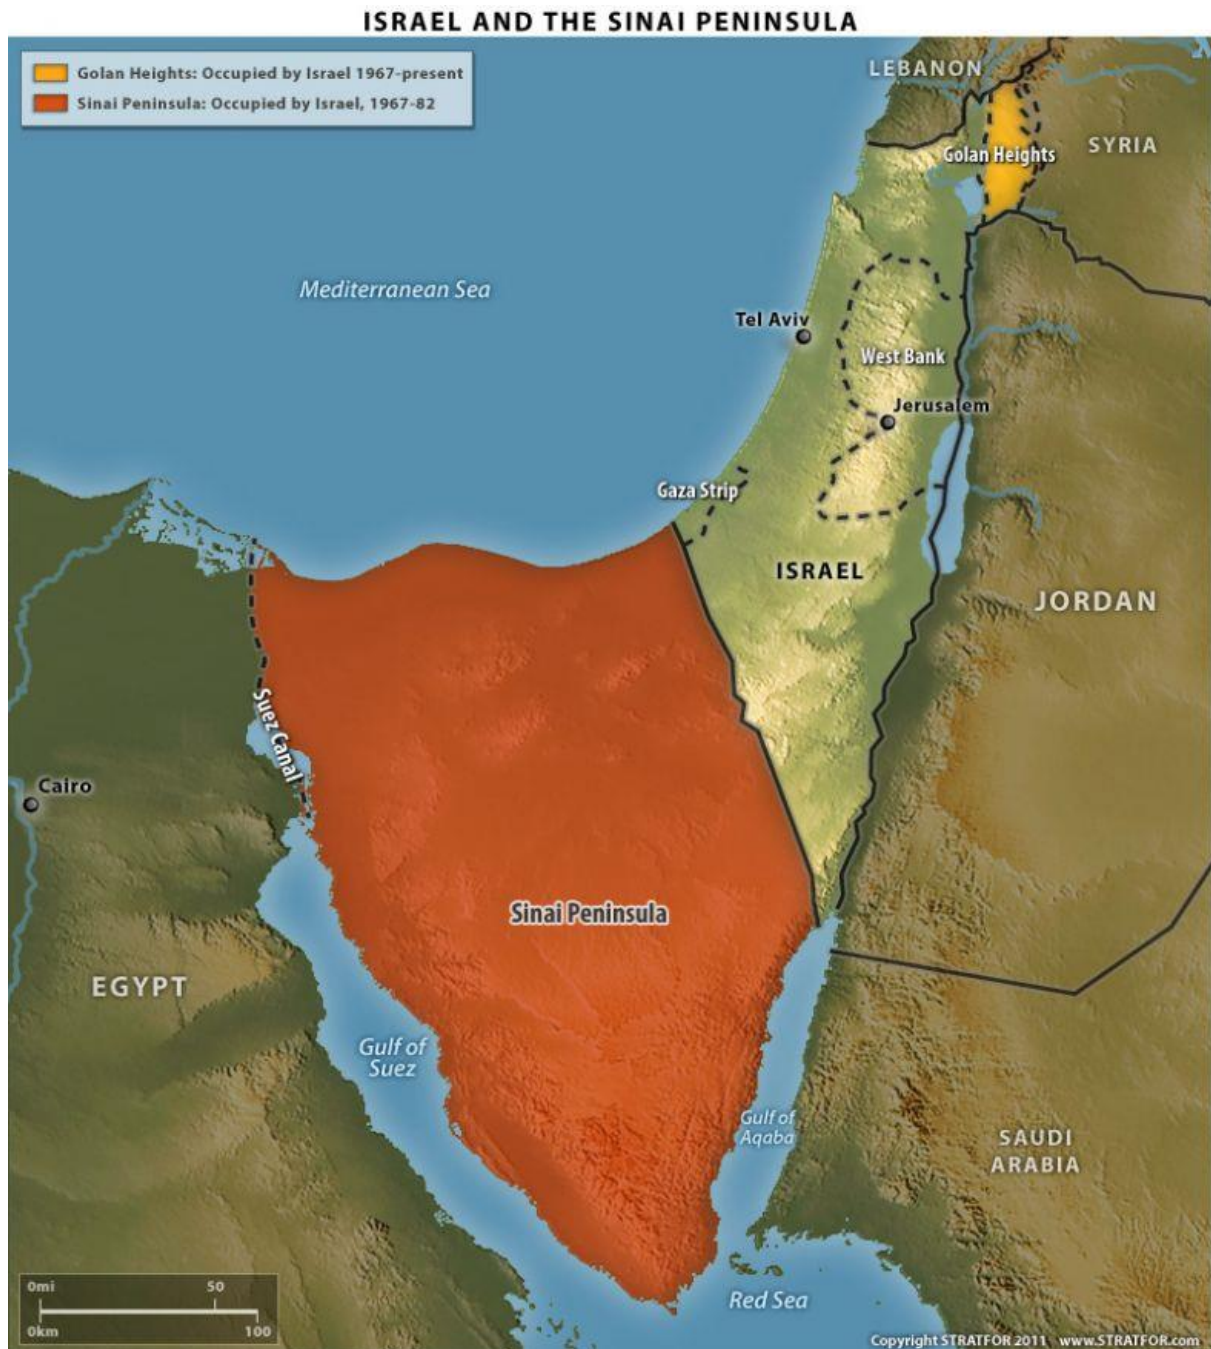 ISRAEL AND THE SINAI PENINSULA
Golan Heights: Occupied by Israel 1967-present
Sinai Peninsula: Occupied by Israel, 1967-82
LEBANON
SYRIA
Golan Heights
Mediterranean Sea
Tel Aviv
West Bank
Jerusalem
Gaza Strip
ISRAEL
JORDAN
Suez Canal
Cairo
Sinai Peninsula
EGYPT
Gulf of
Suez
Gulf of
Aqaba
SAUDI
ARABIA
Red Sea
0mi 50
0km 100
Copyright STRATFOR 2011 www.STRATFOR.com